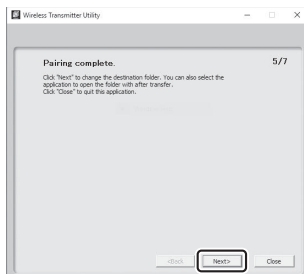 Wireless Transmitter Utility
Pairing complete. 5/7
Click "Next" to change the destination folder. You can also select the
application to open the folder with after transfer.
Click "Close" to quit this application.
<Back Next> Close